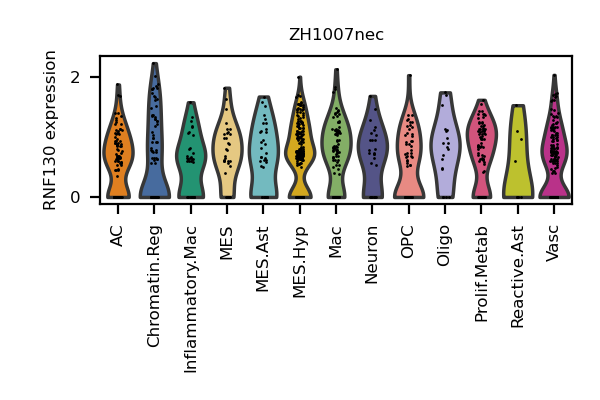 ZH1007nec
RNF130 expression
2
0
AC
Chromatin.Reg
Inflammatory.Mac
MES
MES.Ast
MES.Hyp
Mac
Neuron
OPC
Oligo
Prolif.Metab
Reactive.Ast
Vasc